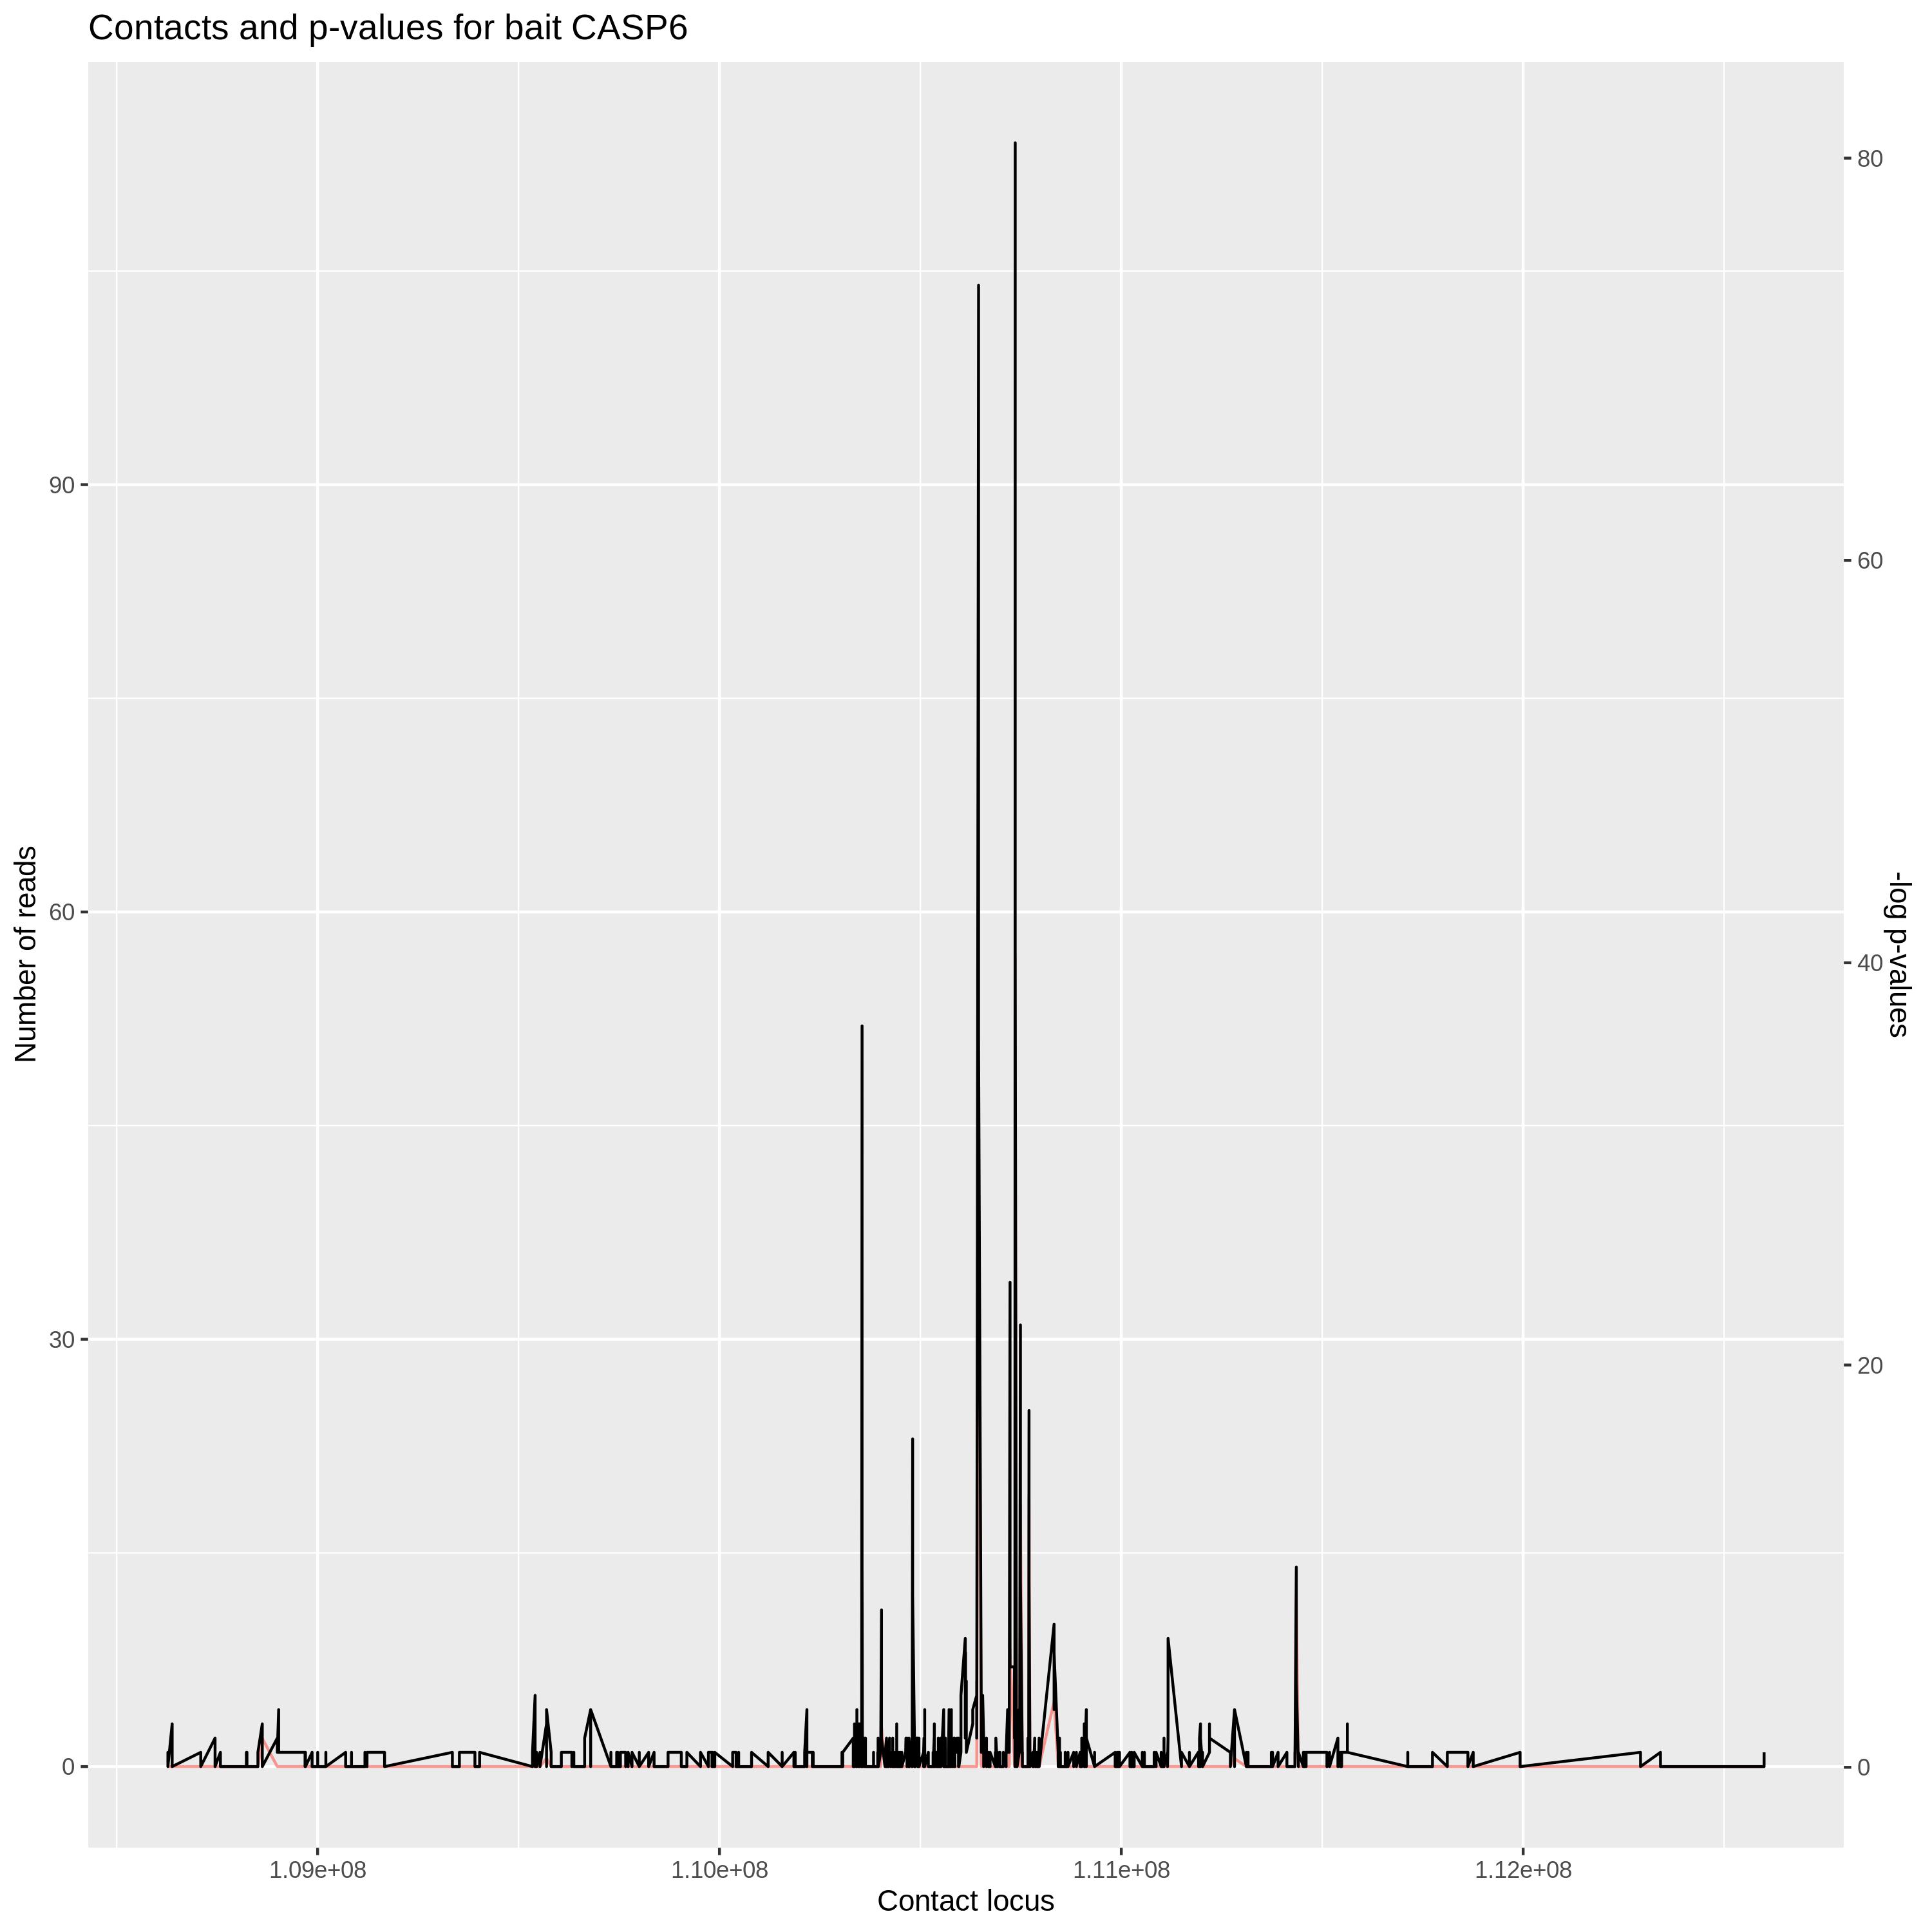 Contacts and p-values for bait CASP6
Number of reads
90
60
30
0
80
60
40
20
0
-log p-values
1.09e+08 1.10e+08 1.11e+08 1.12e+08
Contact locus